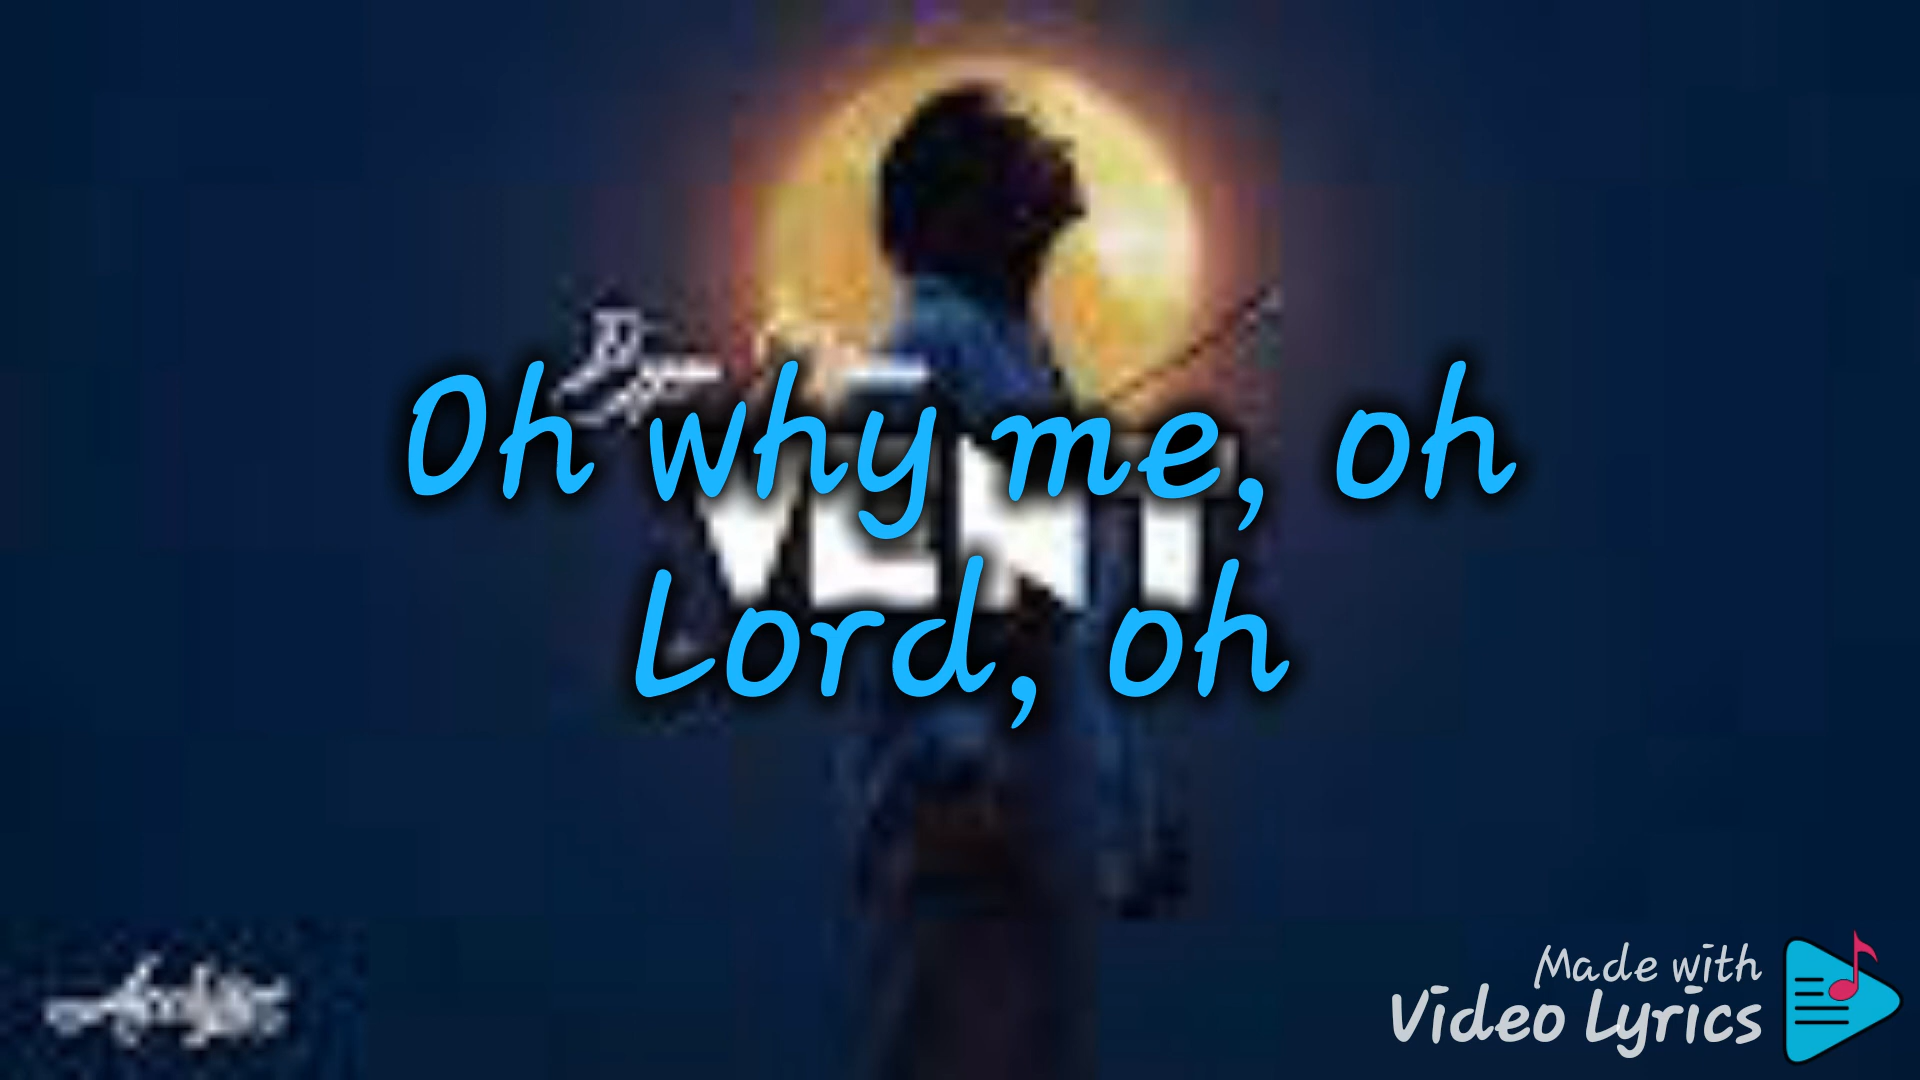 Oh why me, oh
VENT
Lord, oh
Made with
Video Lyrics